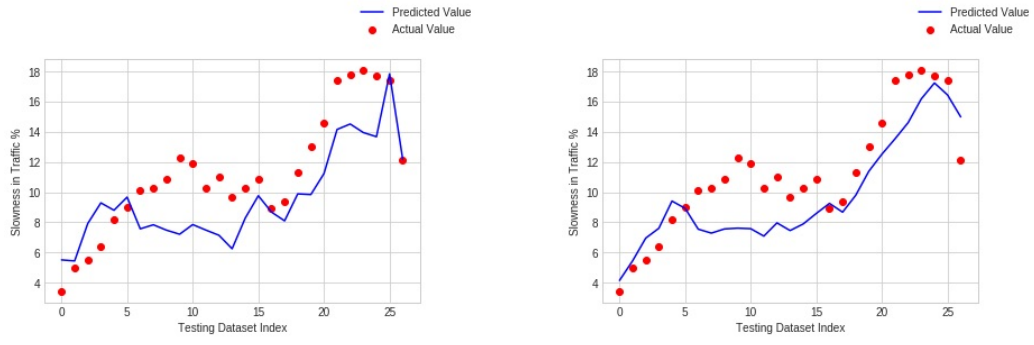 Predicted Value
Actual Value
18
16
14
12
10
8
6
4
Slowness in Traffic %
0 5 10 15 20 25
Testing Dataset Index
Predicted Value
Actual Value
18
16
14
12
10
8
6
4
Slowness in Traffic %
0 5 10 15 20 25
Testing Dataset Index